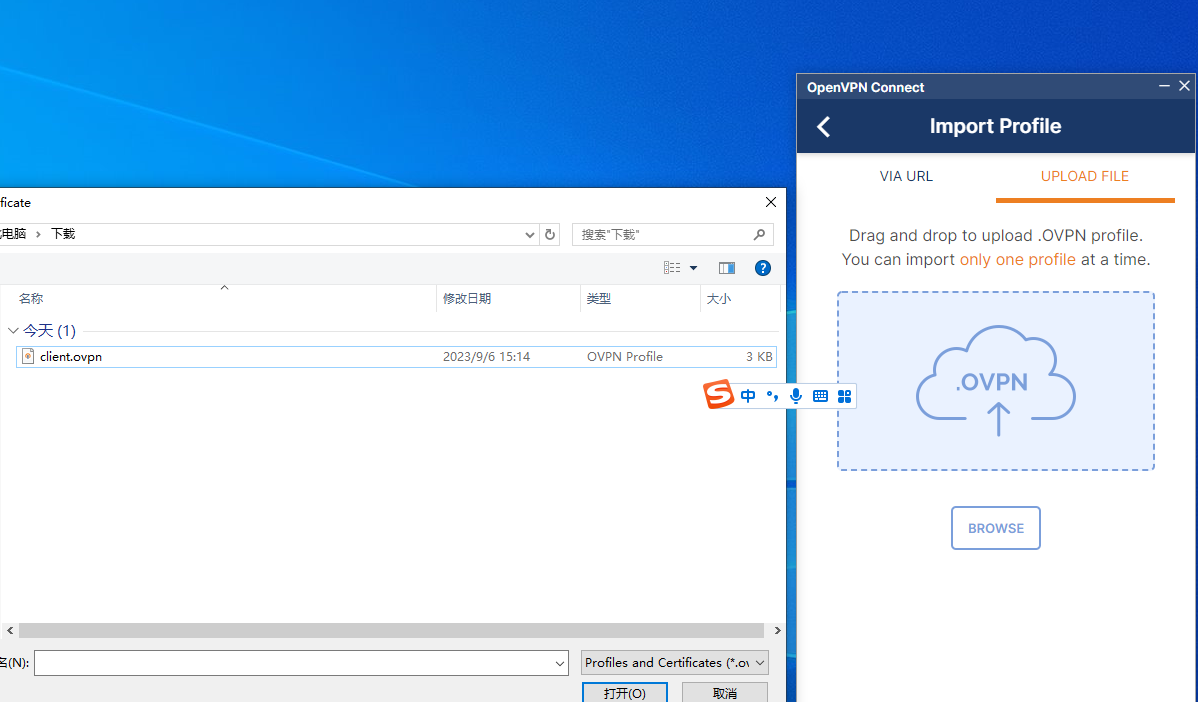 OpenVPN Connect
Import Profile
VIA URL
UPLOAD FILE
Drag and drop to upload .OVPN profile.
You can import only one profile at a time.
.OVPN
BROWSE
ficate
电脑 › 下载
搜索"下载"
名称
修改日期
类型
大小
今天 (1)
client.ovpn
2023/9/6 15:14
OVPN Profile
3 KB
S 中
(N):
Profiles and Certificates (*.ov
打开(O)
取消